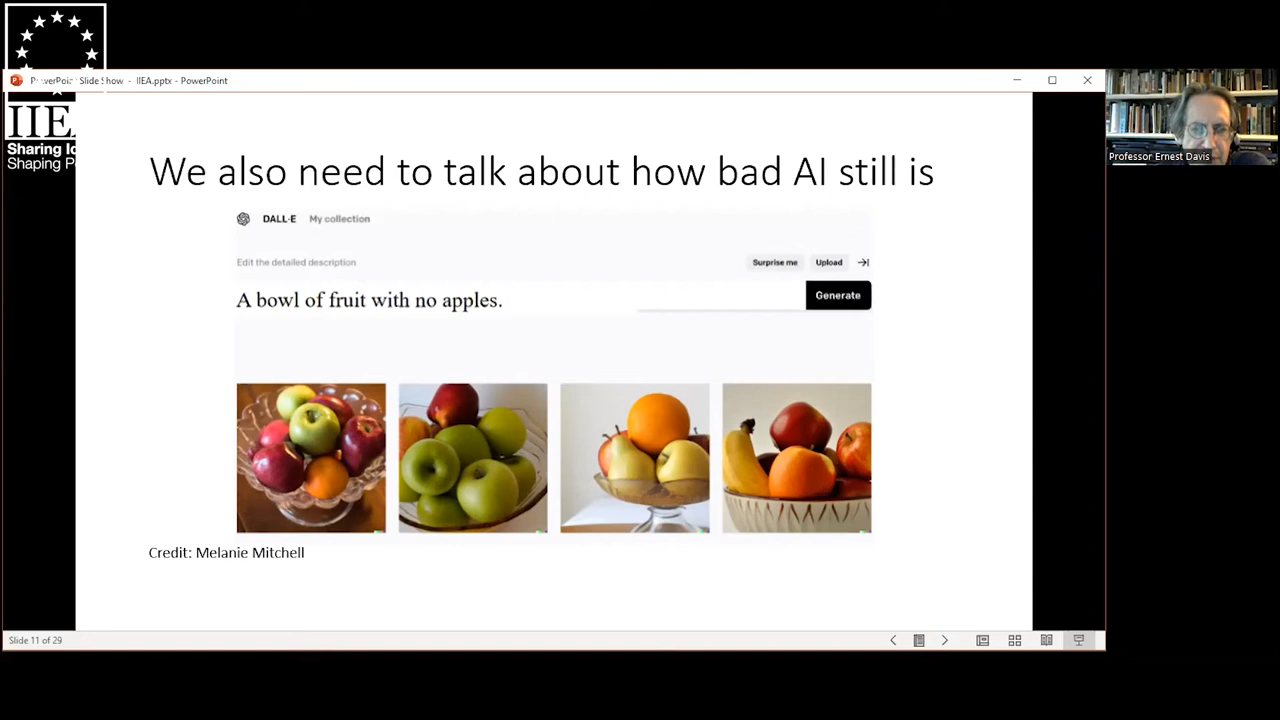 PowerPoint Slide Show - IIEA.pptx - PowerPoint
IIEA
Sharing
Shaping
We also need to talk about how bad AI still is
DALL·E My collection
Edit the detailed description
Surprise me Upload
A bowl of fruit with no apples.
Generate
Credit: Melanie Mitchell
Slide 11 of 29
Professor Ernest Davis